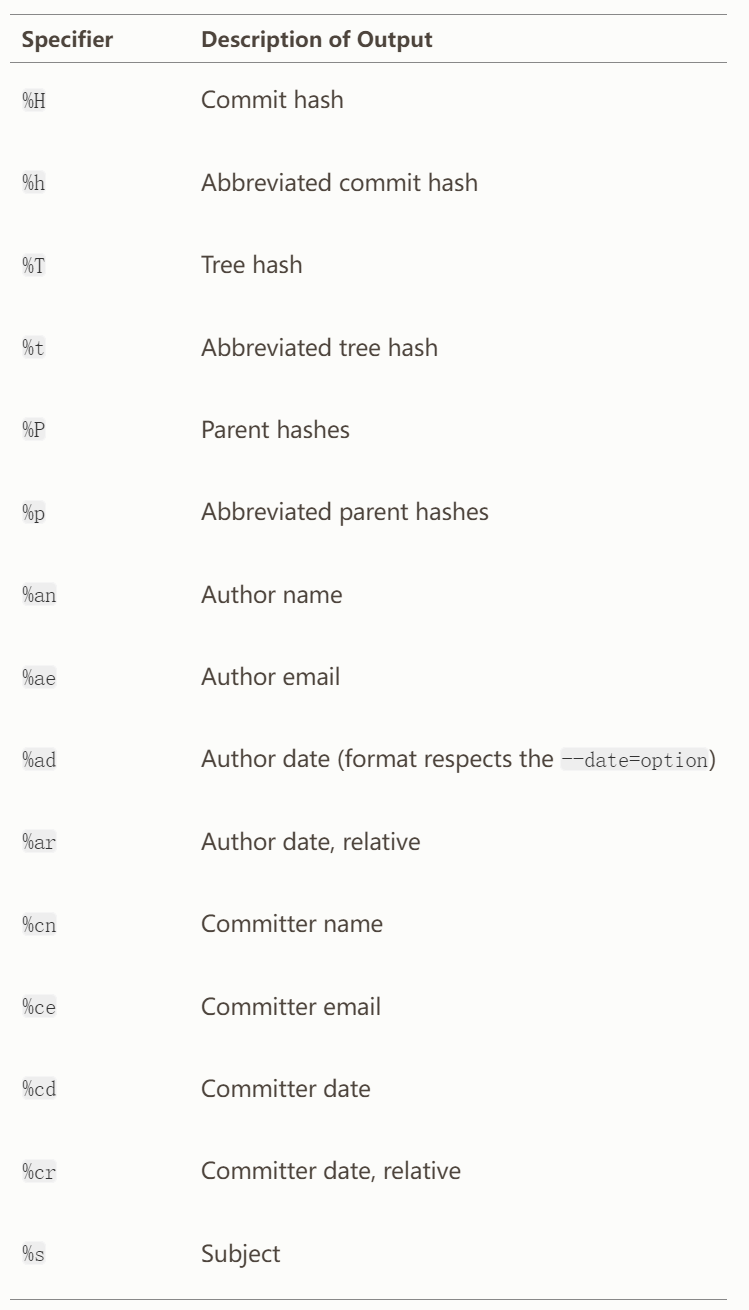 Specifier Description of Output
%H Commit hash
%h Abbreviated commit hash
%T Tree hash
%t Abbreviated tree hash
%P Parent hashes
%p Abbreviated parent hashes
%an Author name
%ae Author email
%ad Author date (format respects the --date=option)
%ar Author date, relative
%cn Committer name
%ce Committer email
%cd Committer date
%cr Committer date, relative
%s Subject